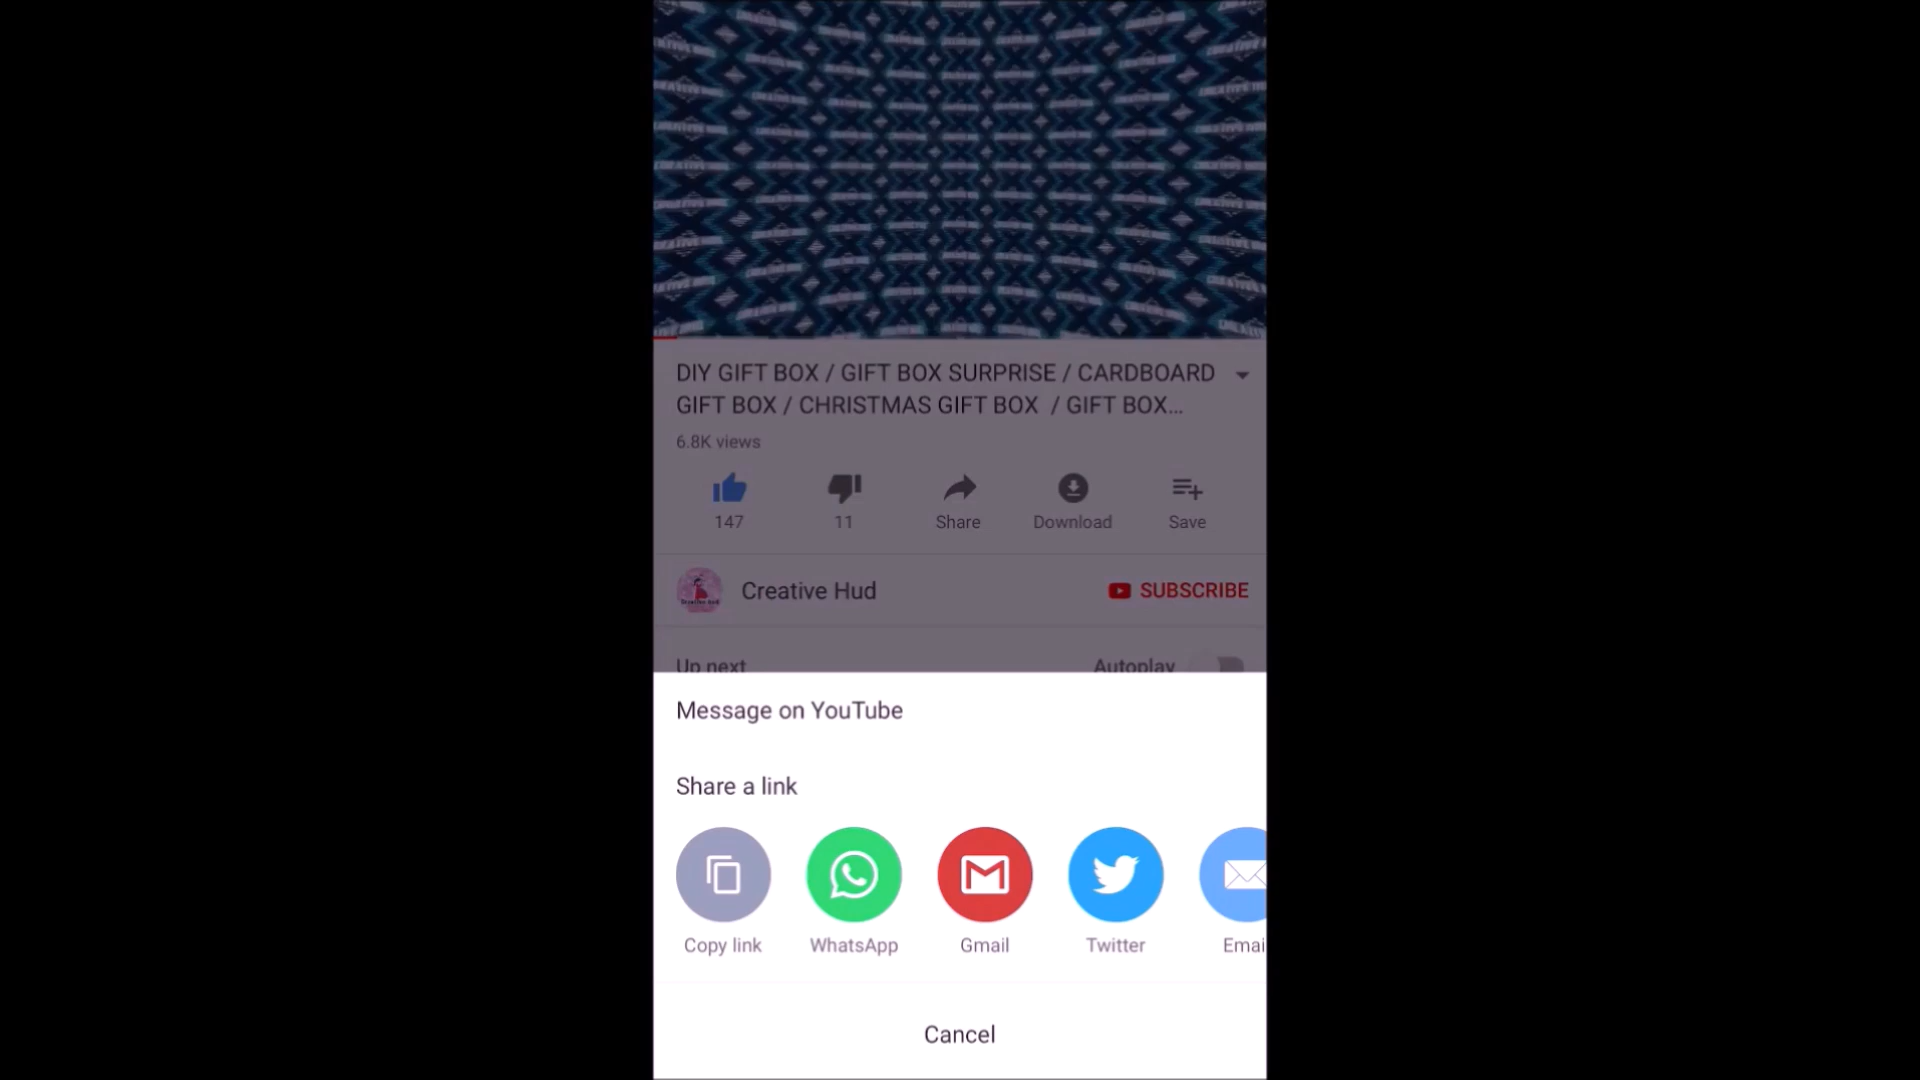 DIY GIFT BOX / GIFT BOX SURPRISE / CARDBOARD
GIFT BOX / CHRISTMAS GIFT BOX / GIFT BOX...
6.8K views
147
11
Share
Download
Save
Creative Hud
SUBSCRIBE
Up next
Autoplay
Message on YouTube
Share a link
Copy link
WhatsApp
Gmail
Twitter
Emai
Cancel